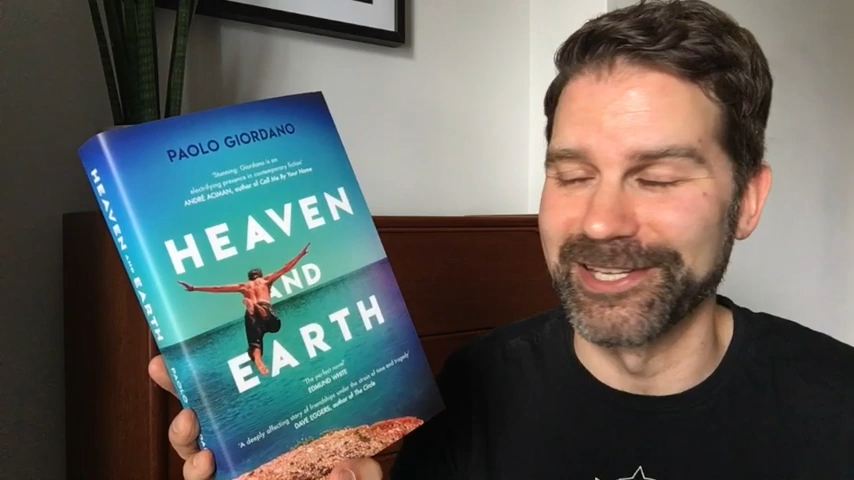 PAOLO GIORDANO
'Stunning. Giordano is an
electrifying presence in contemporary fiction'
ANDRÉ ACIMAN, author of Call Me By Your Name
HEAVEN
AND
EARTH
'The perfect novel'
EDMUND WHITE
'A deeply affecting story of friendships under the strain of time and tragedy'
DAVE EGGERS, author of The Circle
HEAVEN AND EARTH PAOLO